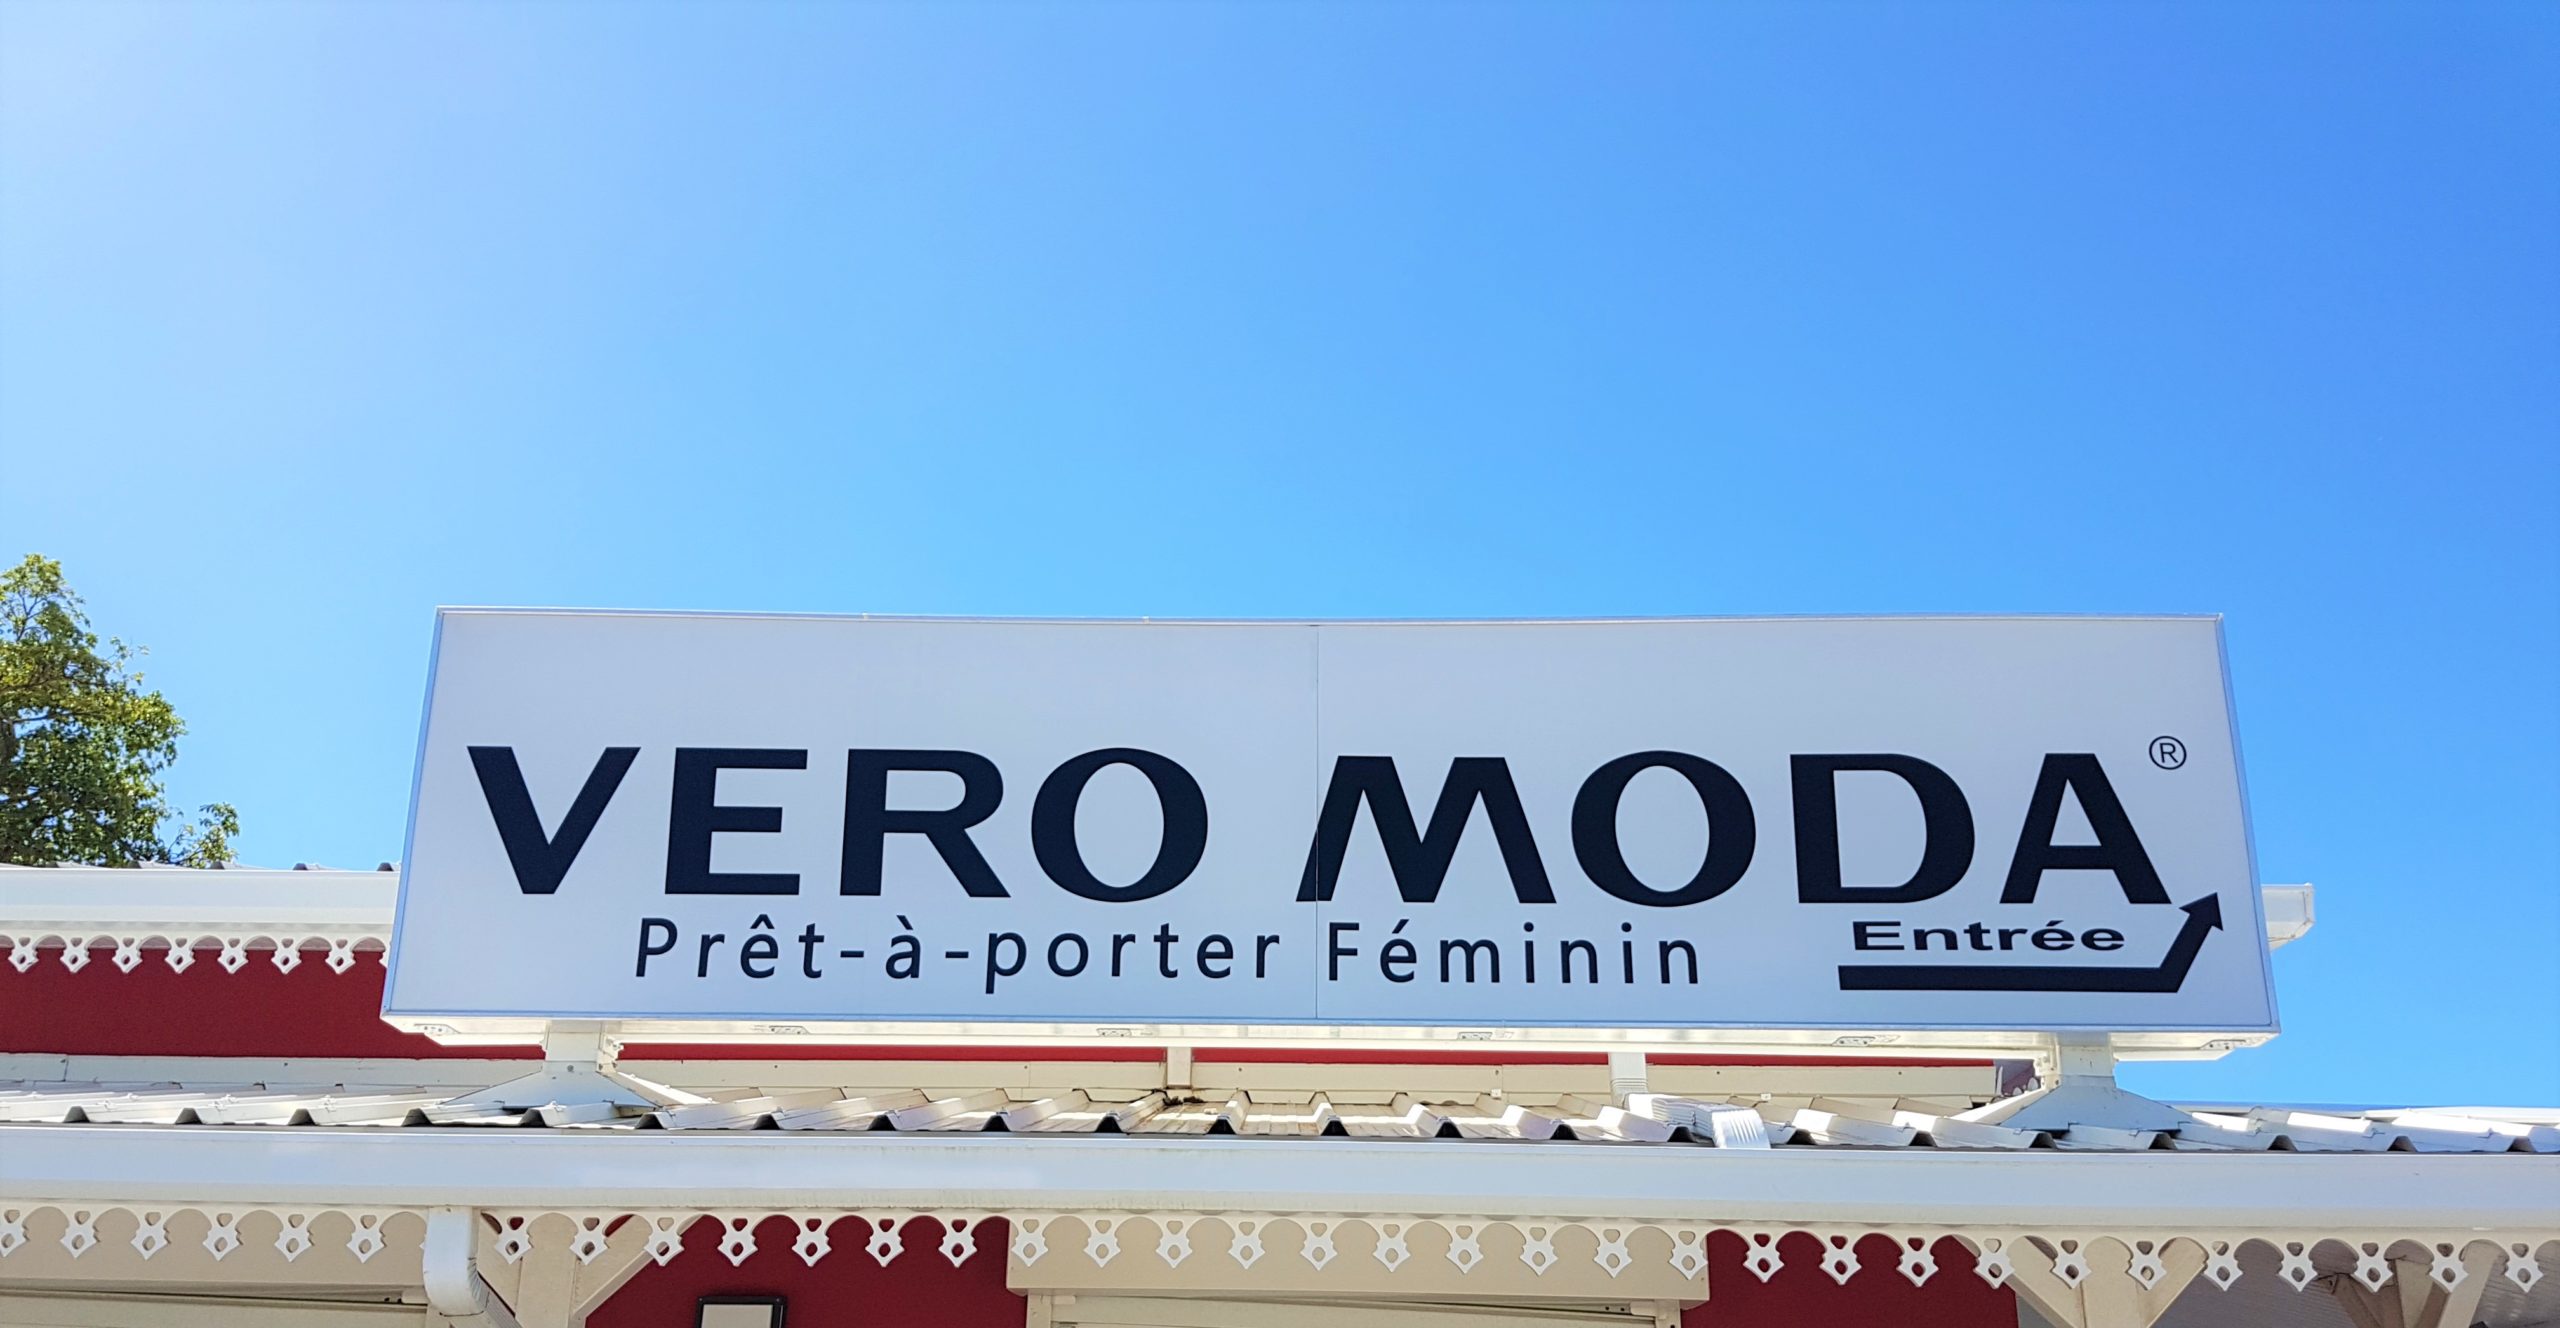 VERO MODA®
Prêt-à-porter Féminin
Entrée